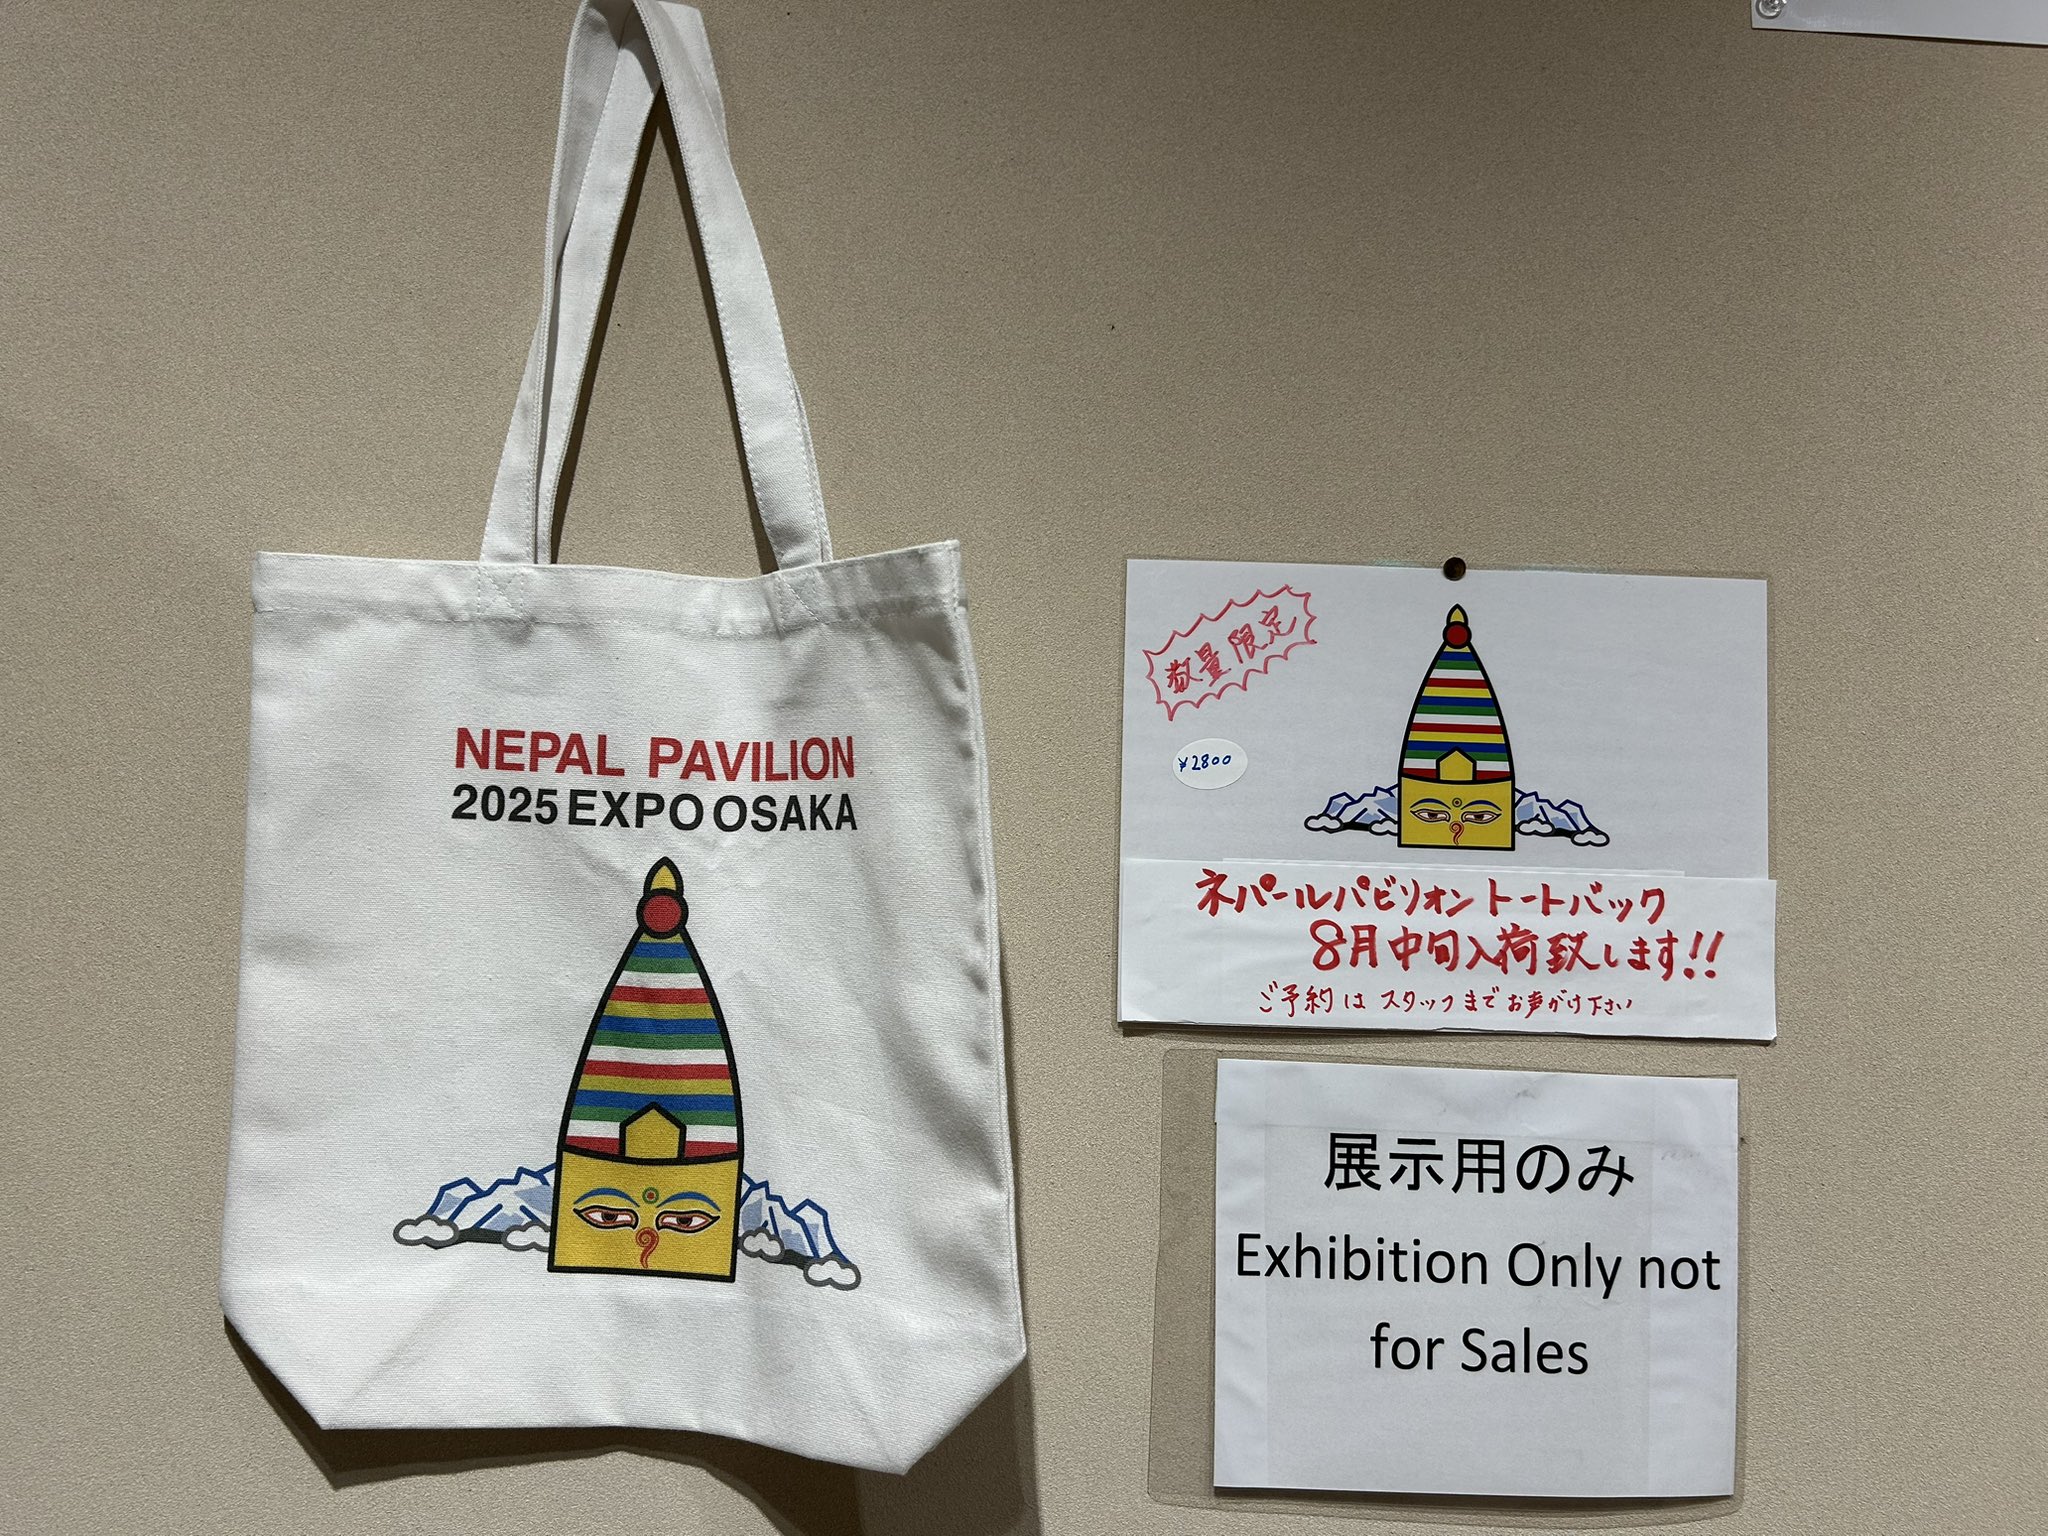 NEPAL PAVILION
2025 EXPO OSAKA
数量限定
¥2800
ネパールパビリオントートバック
8月中旬入荷致します!!
ご予約はスタッフまでお声がけ下さい
展示用のみ
Exhibition Only not
for Sales